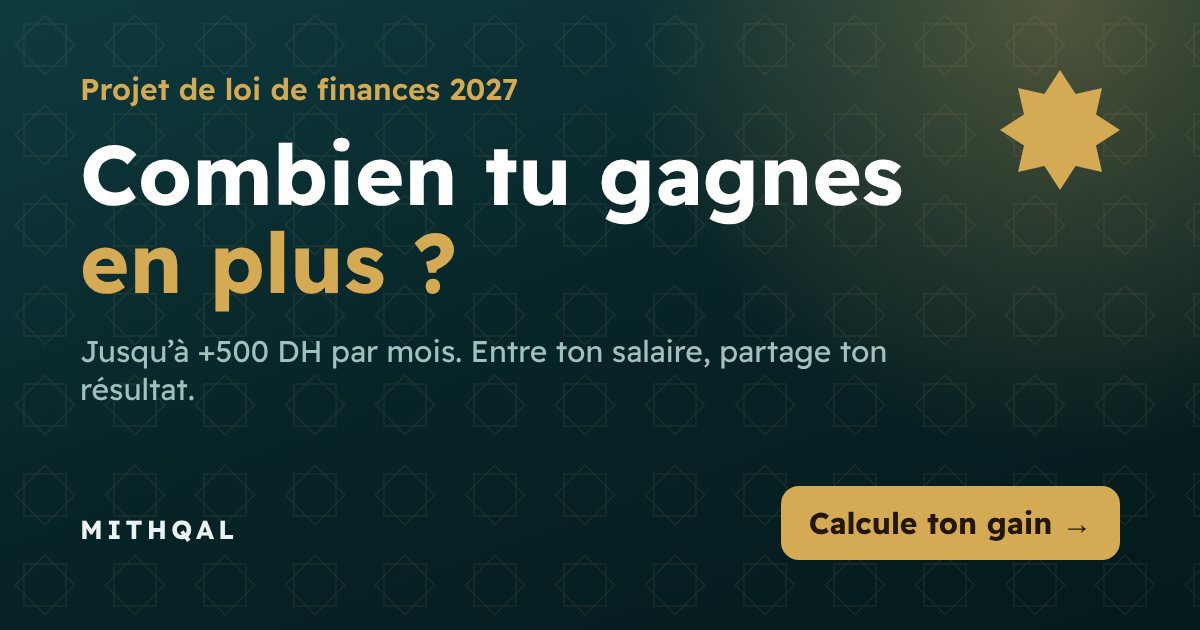 Projet de loi de finances 2027
Combien tu gagnes
en plus ?
Jusqu’à +500 DH par mois. Entre ton salaire, partage ton
résultat.
MITHQAL
Calcule ton gain →